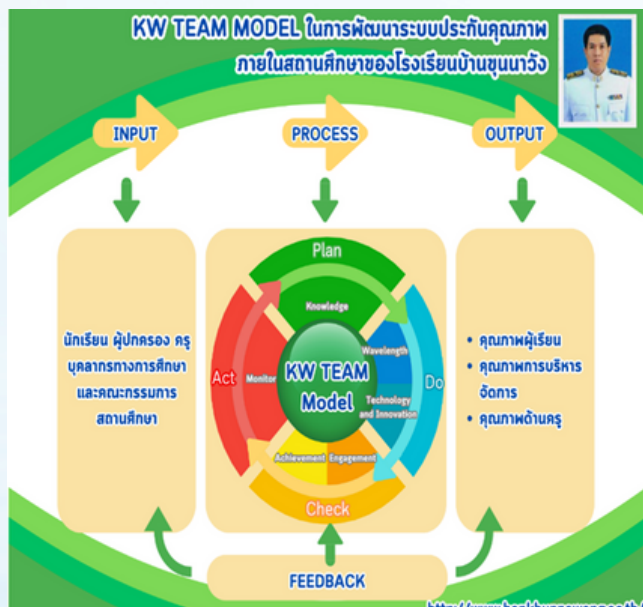 KW TEAM MODEL ในการพัฒนาระบบประกันคุณภาพ
ภายในสถานศึกษาของโรงเรียนบ้านขุนนาวัง
INPUT
PROCESS
OUTPUT
นักเรียน ผู้ปกครอง ครู
บุคลากรทางการศึกษา
และคณะกรรมการ
สถานศึกษา
Plan
Knowledge
Wavelength
Do
Technology
and Innovation
KW TEAM
Model
Act
Monitor
Achievement
Engagement
Check
• คุณภาพผู้เรียน
• คุณภาพการบริหาร
จัดการ
• คุณภาพด้านครู
FEEDBACK